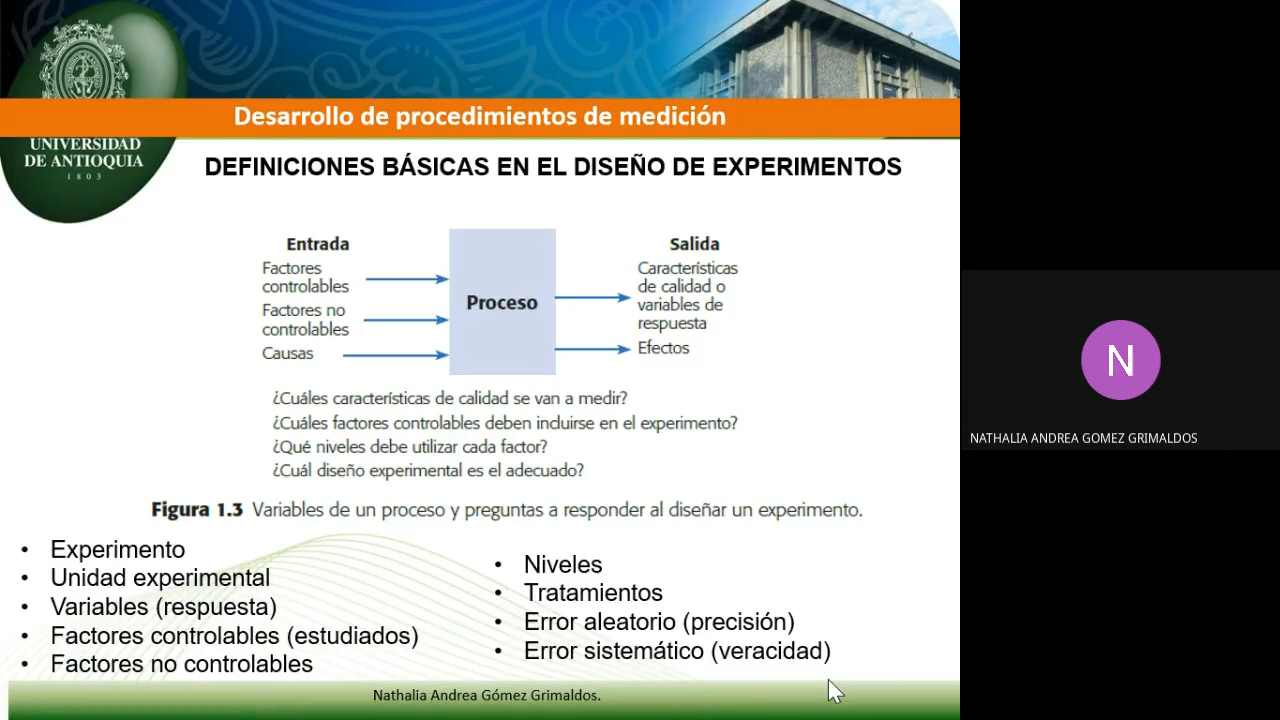 Desarrollo de procedimientos de medición
UNIVERSIDAD
DE ANTIOQUIA
1803
DEFINICIONES BÁSICAS EN EL DISEÑO DE EXPERIMENTOS
Entrada
Factores
controlables
Factores no
controlables
Causas
Proceso
Salida
Características
de calidad o
variables de
respuesta
Efectos
¿Cuáles características de calidad se van a medir?
¿Cuáles factores controlables deben incluirse en el experimento?
¿Qué niveles debe utilizar cada factor?
¿Cuál diseño experimental es el adecuado?
Figura 1.3 Variables de un proceso y preguntas a responder al diseñar un experimento.
• Experimento
• Unidad experimental
• Variables (respuesta)
• Factores controlables (estudiados)
• Factores no controlables
• Niveles
• Tratamientos
• Error aleatorio (precisión)
• Error sistemático (veracidad)
Nathalia Andrea Gómez Grimaldos.
N
NATHALIA ANDREA GOMEZ GRIMALDOS